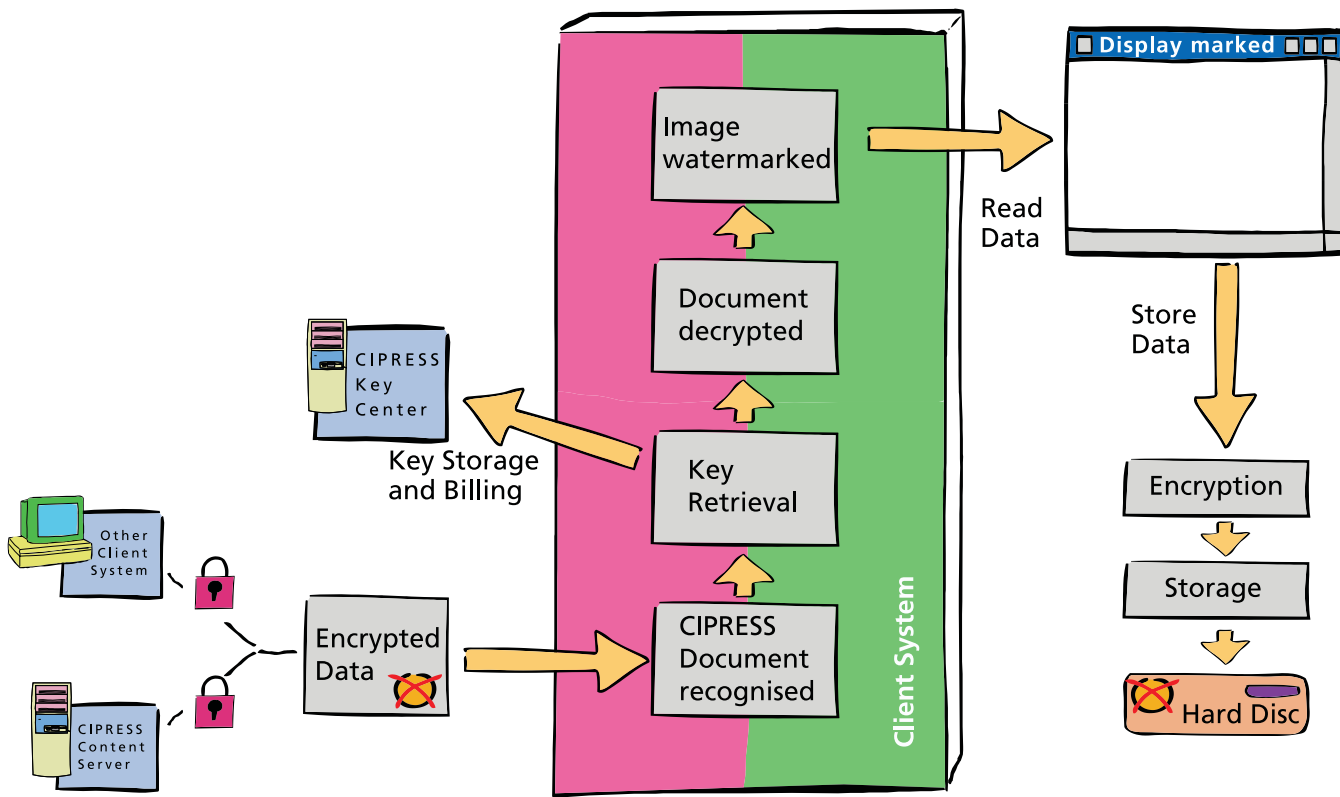 Display marked
Image
watermarked
Read
Data
Document
decrypted
Store
Data
CIPRESS
Key
Center
Key Storage
and Billing
Key
Retrieval
Encryption
Other
Client
System
Storage
Encrypted
Data
CIPRESS
Document
recognised
Client System
Hard Disc
CIPRESS
Content
Server